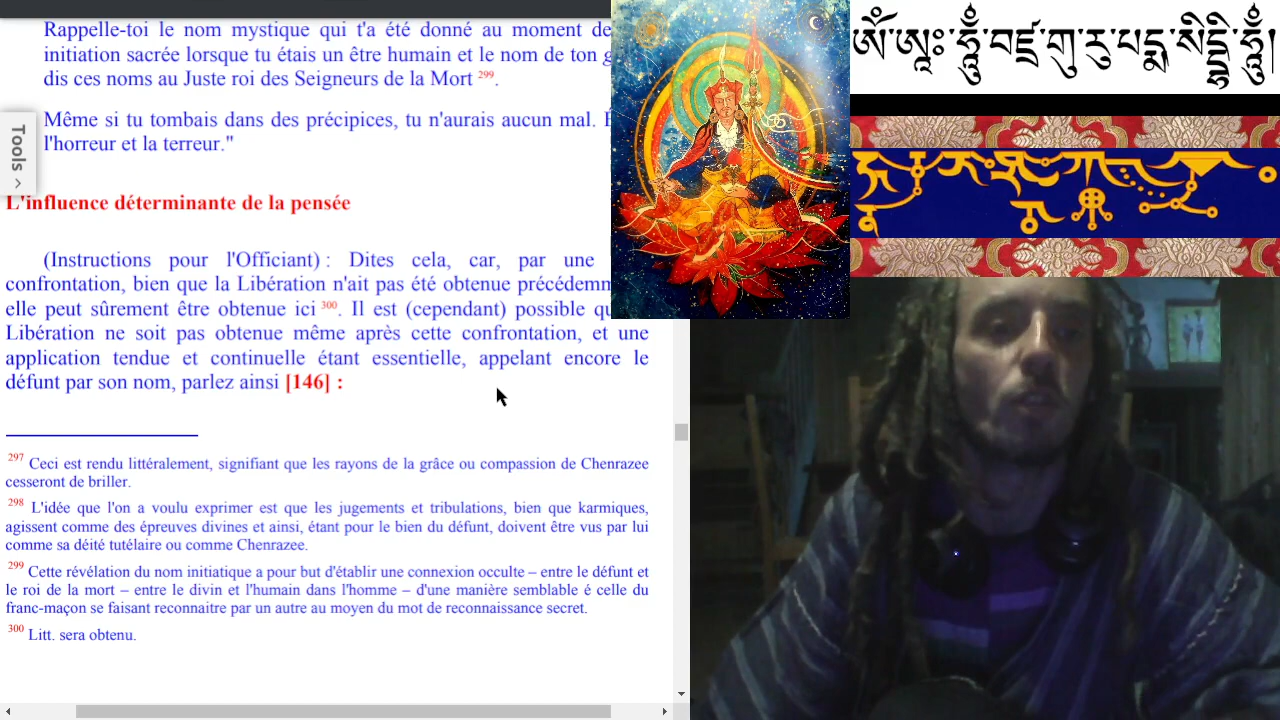 Rappelle-toi le nom mystique qui t'a été donné au moment de
initiation sacrée lorsque tu étais un être humain et le nom de ton
dis ces noms au Juste roi des Seigneurs de la Mort 299.
Même si tu tombais dans des précipices, tu n'aurais aucun mal.
l'horreur et la terreur."
L'influence déterminante de la pensée
(Instructions pour l'Officiant) : Dites cela, car, par une
confrontation, bien que la Libération n'ait pas été obtenue
elle peut sûrement être obtenue ici 300. Il est (cependant) possible
Libération ne soit pas obtenue même après cette confrontation, et une
application tendue et continuelle étant essentielle, appelant encore le
défunt par son nom, parlez ainsi [146] :
297 Ceci est rendu littéralement, signifiant que les rayons de la grâce ou compassion de Chenrazee
cesseront de briller.
298 L'idée que l'on a voulu exprimer est que les jugements et tribulations, bien que karmiques,
agissent comme des épreuves divines et ainsi, étant pour le bien du défunt, doivent être vus par lui
comme sa déité tutélaire ou comme Chenrazee.
299 Cette révélation du nom initiatique a pour but d'établir une connexion occulte – entre le défunt et
le roi de la mort – entre le divin et l'humain dans l'homme – d'une manière semblable é celle du
franc-maçon se faisant reconnaitre par un autre au moyen du mot de reconnaissance secret.
300 Litt. sera obtenu.
Tools
ཨོཾ་ཨཱཿ་ཧཱུྃ་བཛྲ་གུ་རུ་པདྨ་སིདྡྷི་ཧཱུྃ།